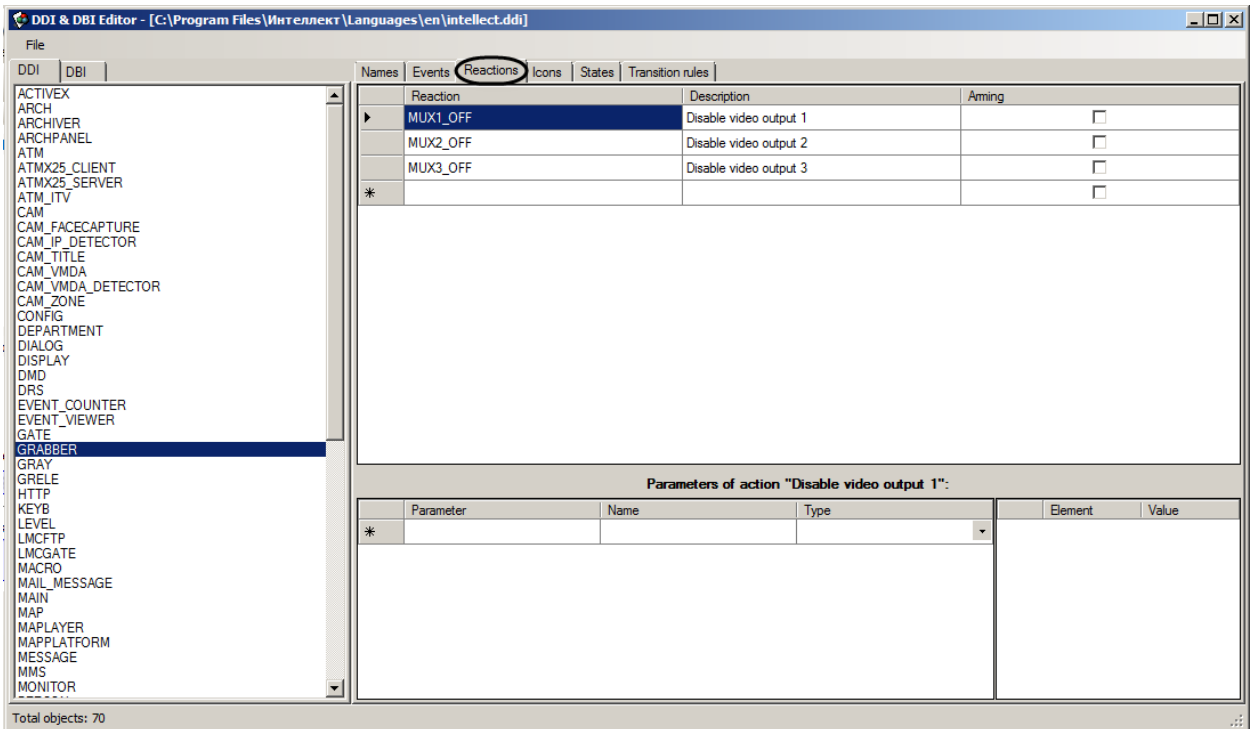 DDI & DBI Editor - [C:\Program Files\Интеллект\Languages\en\intellect.ddi]
File
DDI DBI
Names Events Reactions Icons States Transition rules
ACTIVEX
ARCH
ARCHIVER
ARCHPANEL
ATM
ATMX25_CLIENT
ATMX25_SERVER
ATM_ITV
CAM
CAM_FACECAPTURE
CAM_IP_DETECTOR
CAM_TITLE
CAM_VMDA
CAM_VMDA_DETECTOR
CAM_ZONE
CONFIG
DEPARTMENT
DIALOG
DISPLAY
DMD
DRS
EVENT_COUNTER
EVENT_VIEWER
GATE
GRABBER
GRAY
GRELE
HTTP
KEYB
LEVEL
LMCFTP
LMCGATE
MACRO
MAIL_MESSAGE
MAIN
MAP
MAPLAYER
MAPPLATFORM
MESSAGE
MMS
MONITOR
Reaction Description Arming
MUX1_OFF Disable video output 1
MUX2_OFF Disable video output 2
MUX3_OFF Disable video output 3
Parameters of action "Disable video output 1":
Parameter Name Type Element Value
Total objects: 70